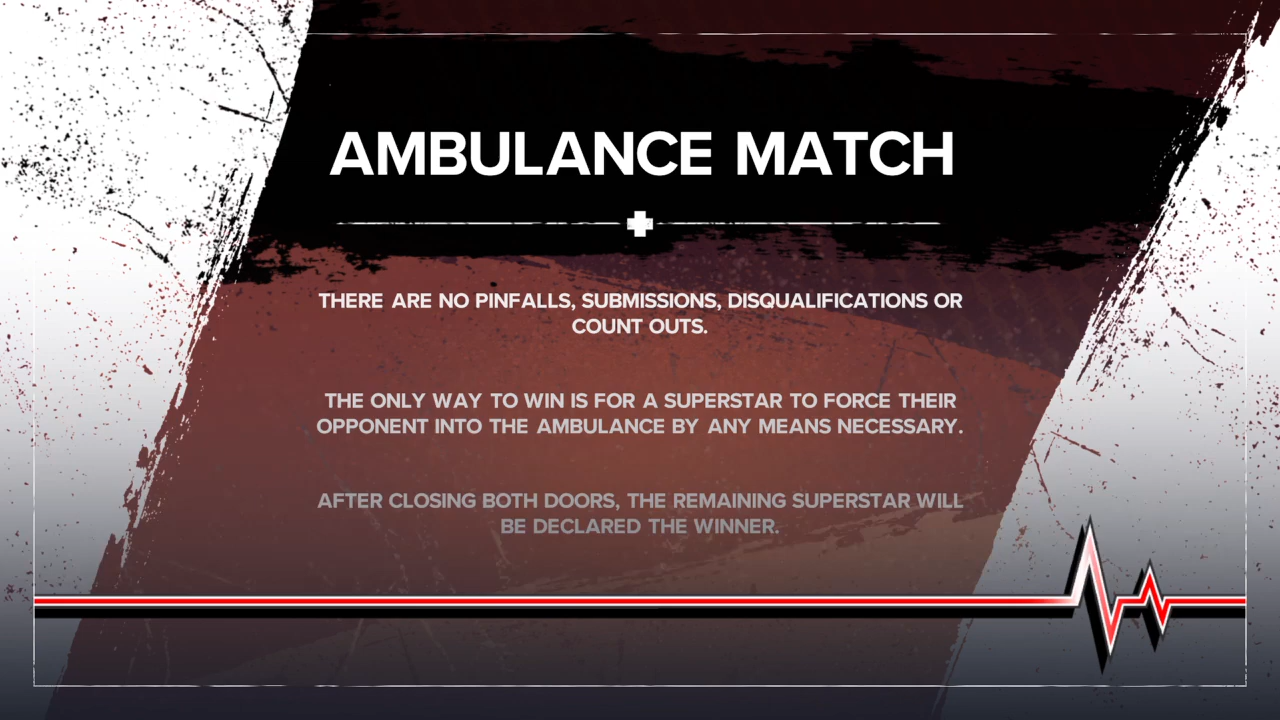 AMBULANCE MATCH
THERE ARE NO PINFALLS, SUBMISSIONS, DISQUALIFICATIONS OR
COUNT OUTS.
THE ONLY WAY TO WIN IS FOR A SUPERSTAR TO FORCE THEIR
OPPONENT INTO THE AMBULANCE BY ANY MEANS NECESSARY.
AFTER CLOSING BOTH DOORS, THE REMAINING SUPERSTAR WILL
BE DECLARED THE WINNER.